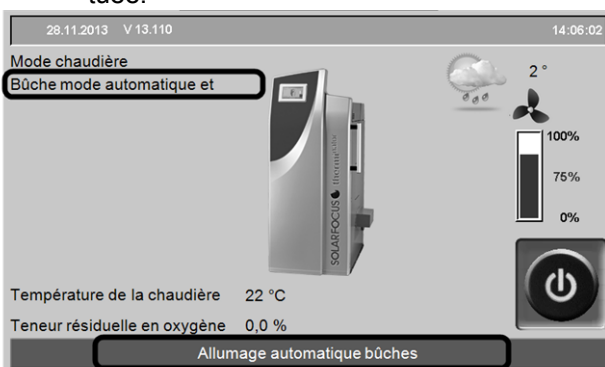 28.11.2013 V 13.110 14:06:02
Mode chaudière
Bûche mode automatique et
2 °
100%
75%
0%
SOLARFOCUS
Température de la chaudière 22 °C
Teneur résiduelle en oxygène 0,0 %
Allumage automatique bûches